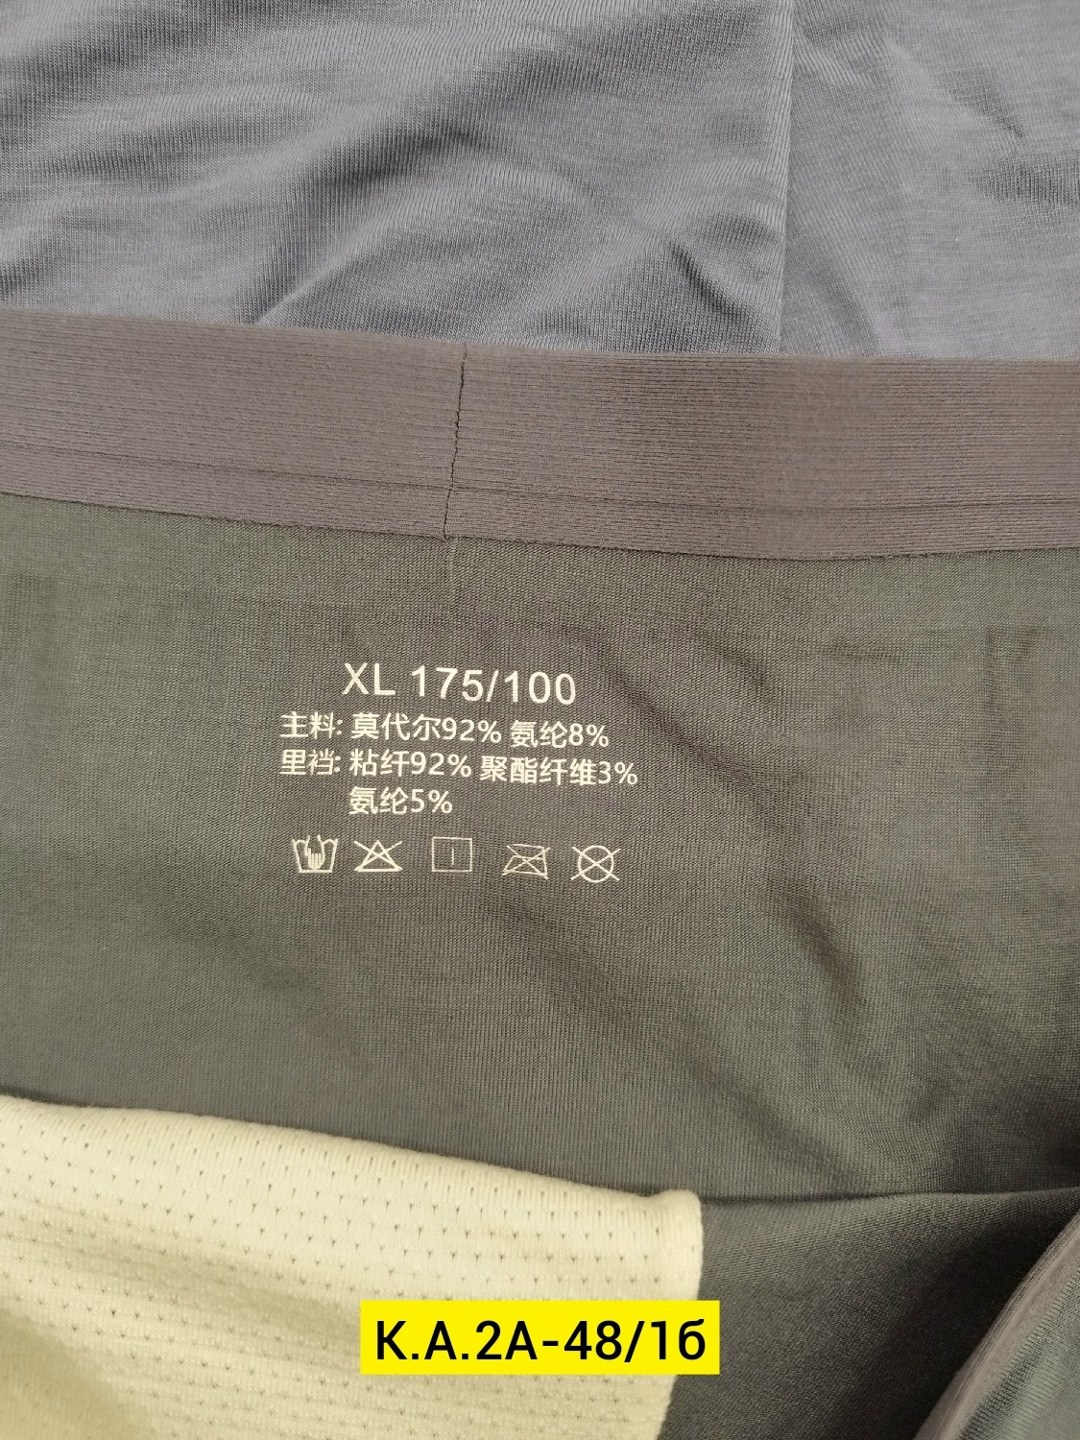 XL 175/100
主料: 莫代尔92% 氨纶8%
里裆: 粘纤92% 聚酯纤维3%
氨纶5%
К.А.2А-48/1б